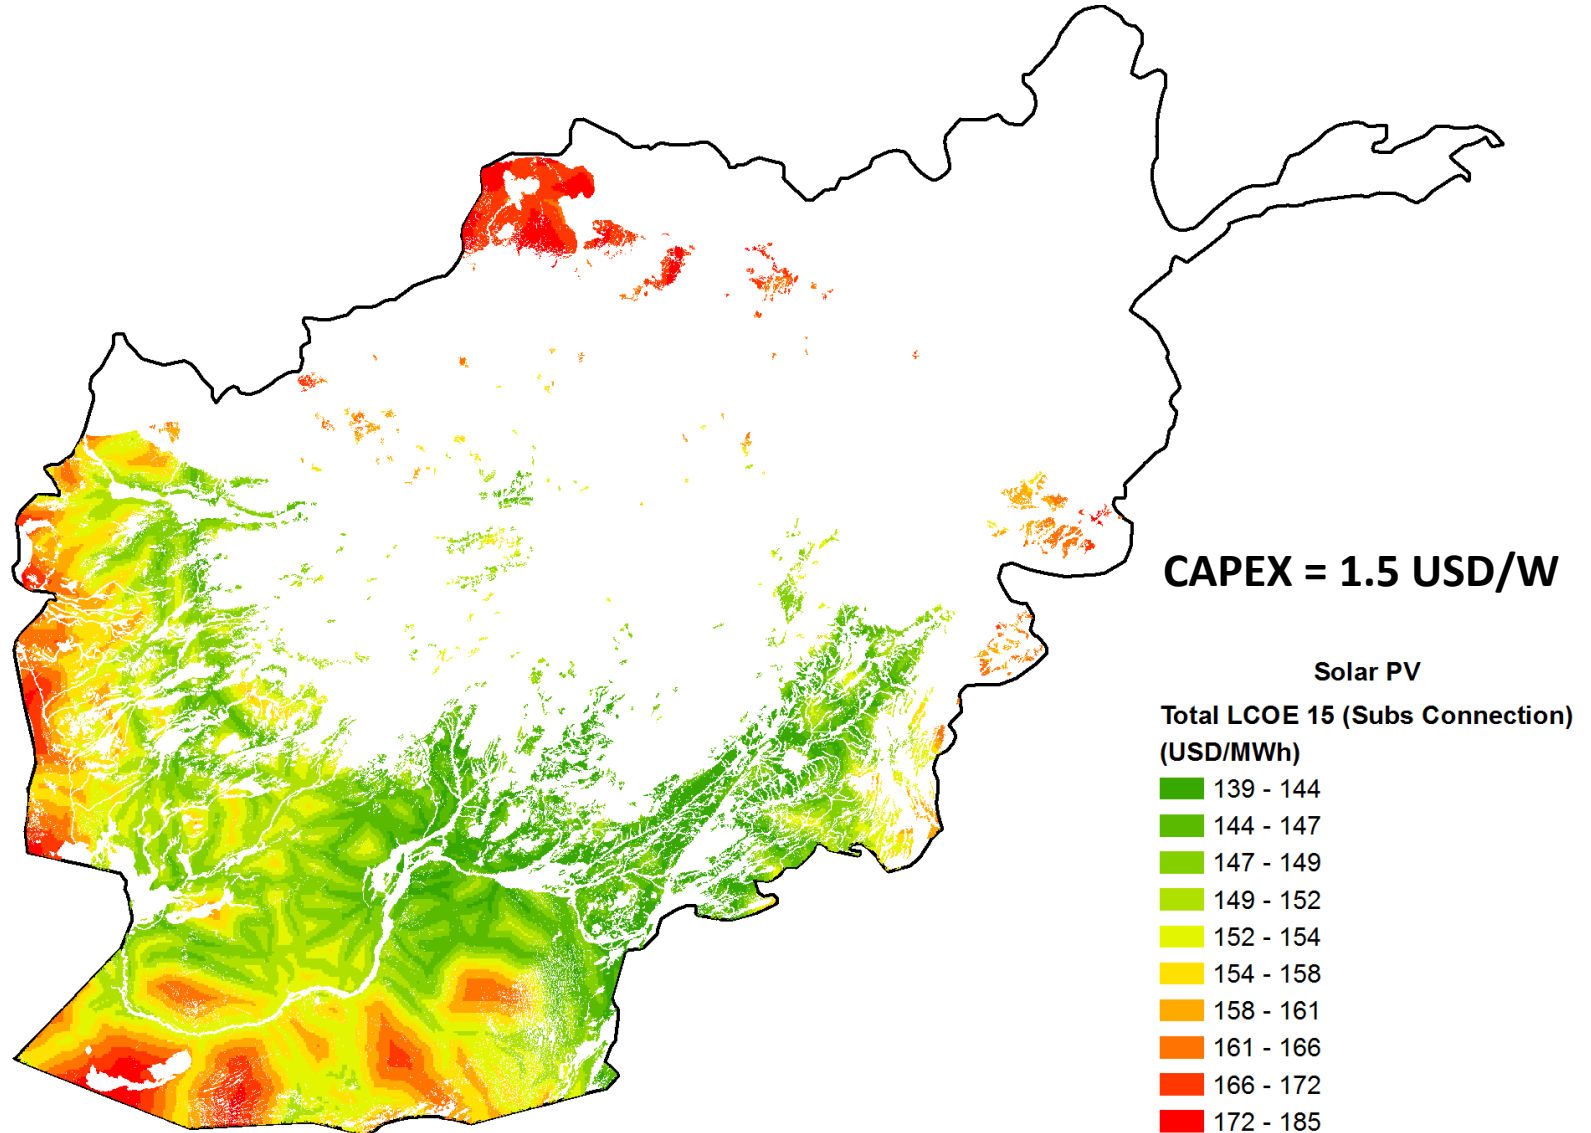 CAPEX = 1.5 USD/W
Solar PV
Total LCOE 15 (Subs Connection)
(USD/MWh)
139 - 144
144 - 147
147 - 149
149 - 152
152 - 154
154 - 158
158 - 161
161 - 166
166 - 172
172 - 185